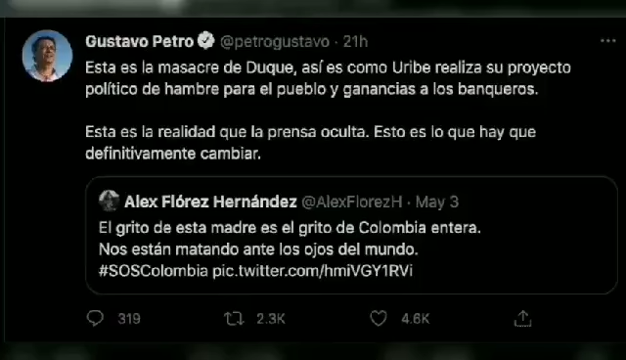 Gustavo Petro @petrogustavo · 21h
Esta es la masacre de Duque, así es como Uribe realiza su proyecto
político de hambre para el pueblo y ganancias a los banqueros.
Esta es la realidad que la prensa oculta. Esto es lo que hay que
definitivamente cambiar.
Alex Flórez Hernández @AlexFlorezH · May 3
El grito de esta madre es el grito de Colombia entera.
Nos están matando ante los ojos del mundo.
#SOSColombia pic.twitter.com/hmiVGY1RVi
319 2.3K 4.6K